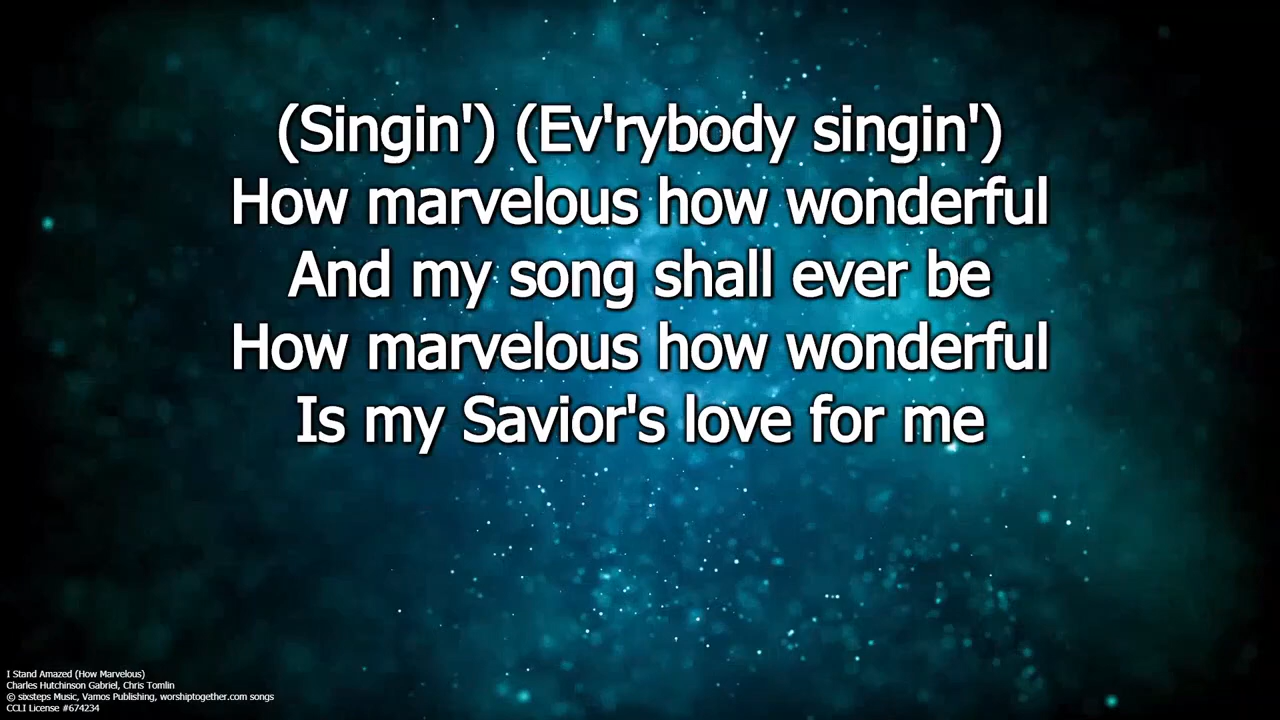 (Singin') (Ev'rybody singin')
How marvelous how wonderful
And my song shall ever be
How marvelous how wonderful
Is my Savior's love for me
I Stand Amazed (How Marvelous)
Charles Hutchinson Gabriel, Chris Tomlin
© sixsteps Music, Vamos Publishing, worshiptogether.com songs
CCLI License #674234